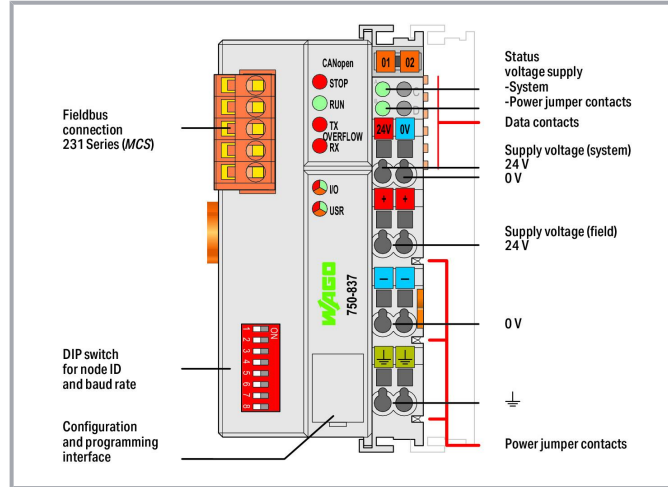 Fieldbus
connection
231 Series (MCS)
DIP switch
for node ID
and baud rate
Configuration
and programming
interface
CANopen
STOP
RUN
TX
OVERFLOW
RX
I/O
USR
WAGO
750-837
ON
1
2
3
4
5
6
7
8
01 02
C
D
24V 0V
+ +
— —
Status
voltage supply
-System
-Power jumper contacts
Data contacts
Supply voltage (system)
24 V
0 V
Supply voltage (field)
24 V
0 V
Power jumper contacts